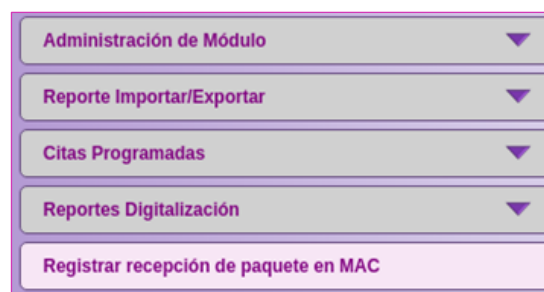 Administración de Módulo
Reporte Importar/Exportar
Citas Programadas
Reportes Digitalización
Registrar recepción de paquete en MAC